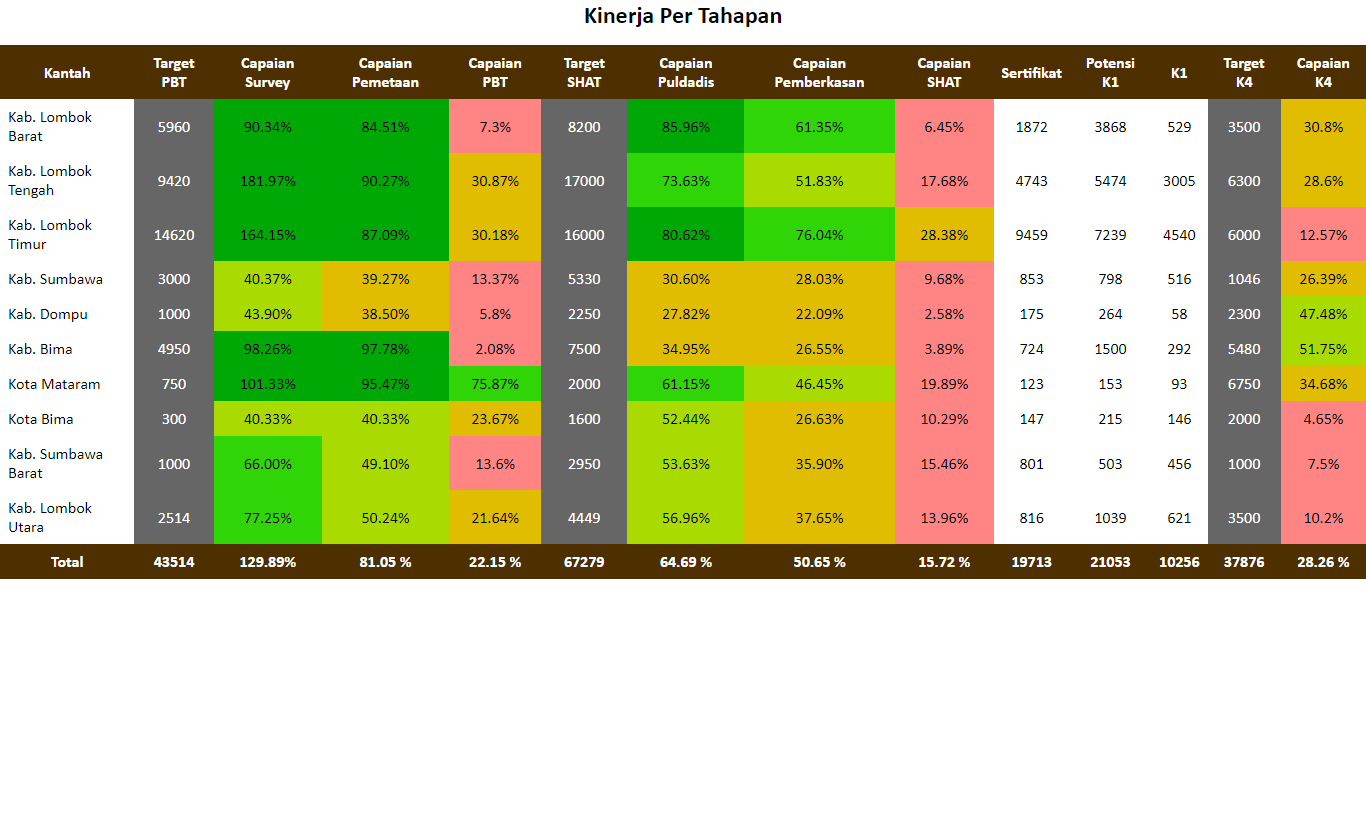 Kinerja Per Tahapan
Kantah Target PBT Capaian Survey Capaian Pemetaan Capaian PBT Target SHAT Capaian Puldadis Capaian Pemberkasan Capaian SHAT Sertifikat Potensi K1 K1 Target K4 Capaian K4
Kab. Lombok Barat 5960 90.34% 84.51% 7.3% 8200 85.96% 61.35% 6.45% 1872 3868 529 3500 30.8%
Kab. Lombok Tengah 9420 181.97% 90.27% 30.87% 17000 73.63% 51.83% 17.68% 4743 5474 3005 6300 28.6%
Kab. Lombok Timur 14620 164.15% 87.09% 30.18% 16000 80.62% 76.04% 28.38% 9459 7239 4540 6000 12.57%
Kab. Sumbawa 3000 40.37% 39.27% 13.37% 5330 30.60% 28.03% 9.68% 853 798 516 1046 26.39%
Kab. Dompu 1000 43.90% 38.50% 5.8% 2250 27.82% 22.09% 2.58% 175 264 58 2300 47.48%
Kab. Bima 4950 98.26% 97.78% 2.08% 7500 34.95% 26.55% 3.89% 724 1500 292 5480 51.75%
Kota Mataram 750 101.33% 95.47% 75.87% 2000 61.15% 46.45% 19.89% 123 153 93 6750 34.68%
Kota Bima 300 40.33% 40.33% 23.67% 1600 52.44% 26.63% 10.29% 147 215 146 2000 4.65%
Kab. Sumbawa Barat 1000 66.00% 49.10% 13.6% 2950 53.63% 35.90% 15.46% 801 503 456 1000 7.5%
Kab. Lombok Utara 2514 77.25% 50.24% 21.64% 4449 56.96% 37.65% 13.96% 816 1039 621 3500 10.2%
Total 43514 129.89% 81.05 % 22.15 % 67279 64.69 % 50.65 % 15.72 % 19713 21053 10256 37876 28.26 %